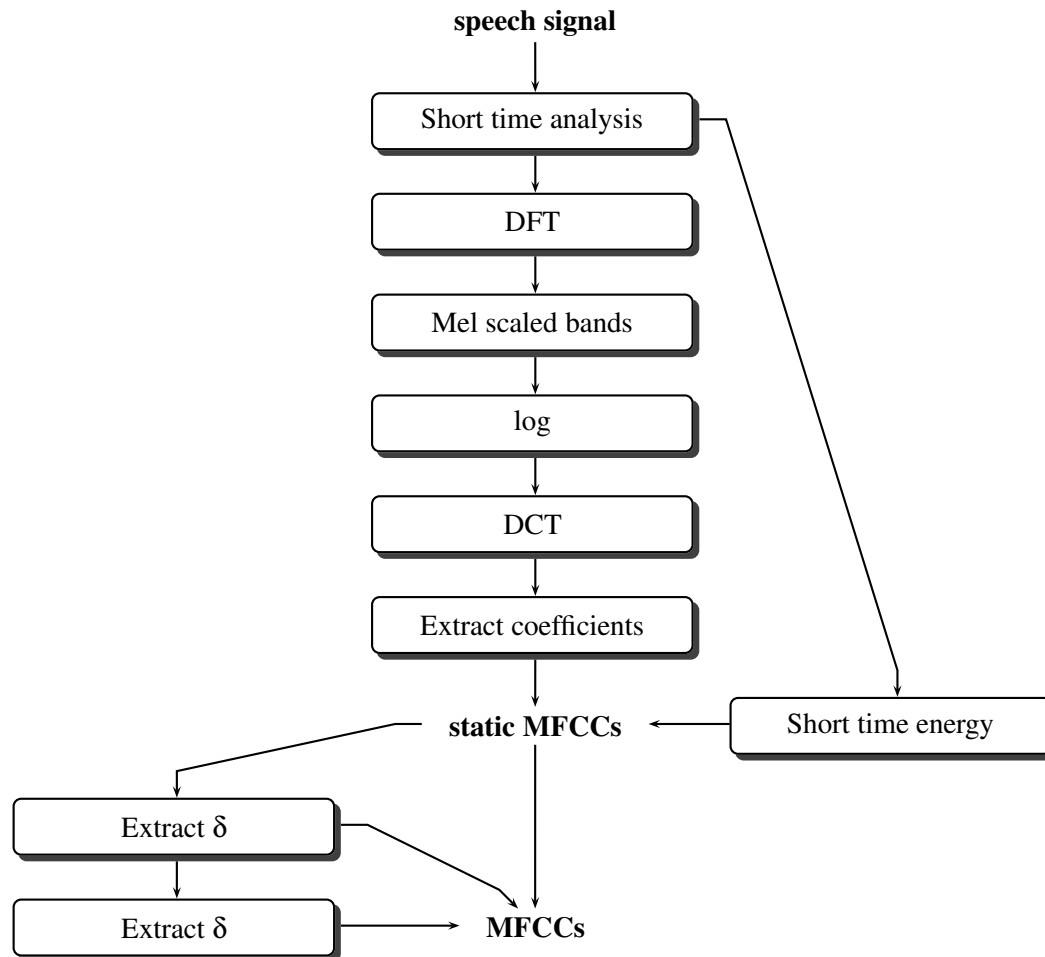 speech signal
Short time analysis
DFT
Mel scaled bands
log
DCT
Extract coefficients
static MFCCs
Short time energy
Extract δ
Extract δ
MFCCs